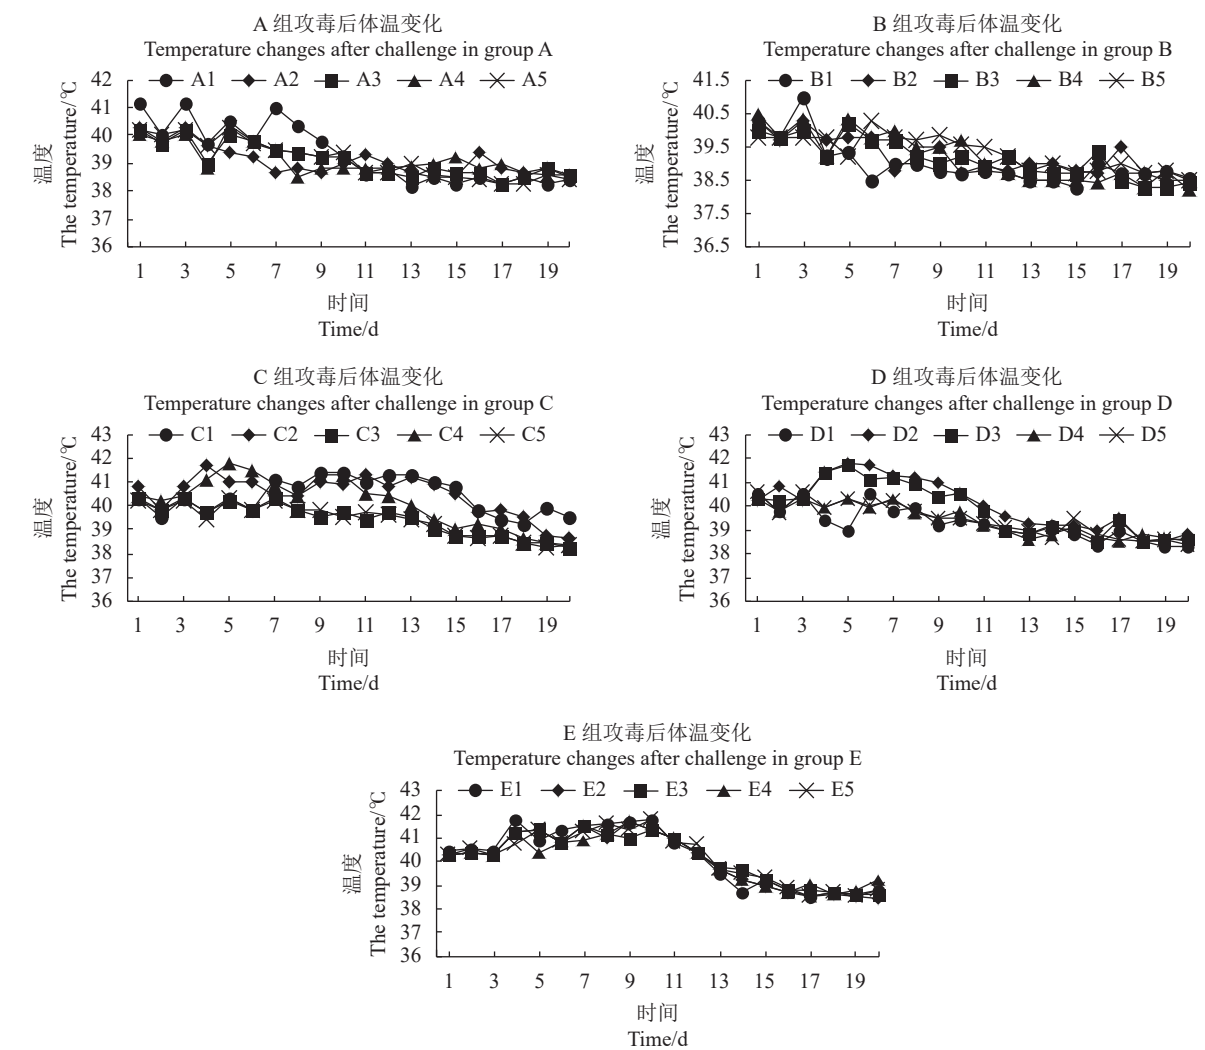 A 组攻毒后体温变化
Temperature changes after challenge in group A
A1 A2 A3 A4 A5
42
41
40
39
38
37
36
温度
The temperature/℃
1 3 5 7 9 11 13 15 17 19
时间
Time/d
B 组攻毒后体温变化
Temperature changes after challenge in group B
B1 B2 B3 B4 B5
41.5
40.5
39.5
38.5
37.5
36.5
温度
The temperature/℃
1 3 5 7 9 11 13 15 17 19
时间
Time/d
C 组攻毒后体温变化
Temperature changes after challenge in group C
C1 C2 C3 C4 C5
43
42
41
40
39
38
37
36
温度
The temperature/℃
1 3 5 7 9 11 13 15 17 19
时间
Time/d
D 组攻毒后体温变化
Temperature changes after challenge in group D
D1 D2 D3 D4 D5
43
42
41
40
39
38
37
36
温度
The temperature/℃
1 3 5 7 9 11 13 15 17 19
时间
Time/d
E 组攻毒后体温变化
Temperature changes after challenge in group E
E1 E2 E3 E4 E5
43
42
41
40
39
38
37
36
温度
The temperature/℃
1 3 5 7 9 11 13 15 17 19
时间
Time/d